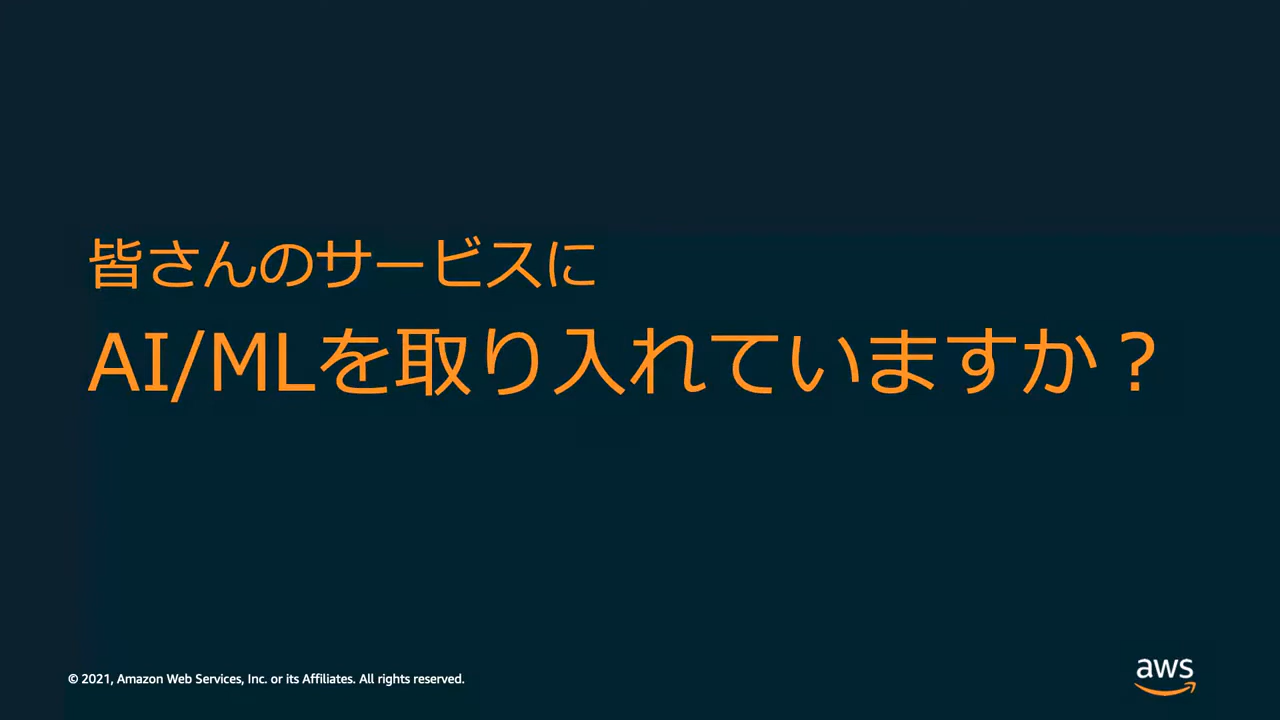 皆さんのサービスに
AI/MLを取り入れていますか？
© 2021, Amazon Web Services, Inc. or its Affiliates. All rights reserved.
aws